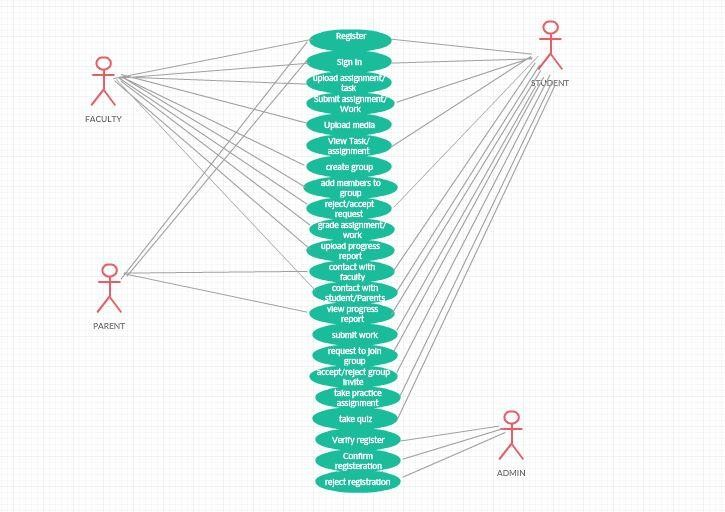 Register
Sign In
upload assignment/
task
Submit assignment/
Work
Upload media
View Task/
assignment
create group
add members to
group
reject/accept
request
grade assignment/
work
upload progress
report
contact with
faculty
contact with
student/Parents
view progress
report
submit work
request to join
group
accept/reject group
invite
take practice
assignment
take quiz
Verify register
Confirm
registeration
reject registration
FACULTY
PARENT
STUDENT
ADMIN